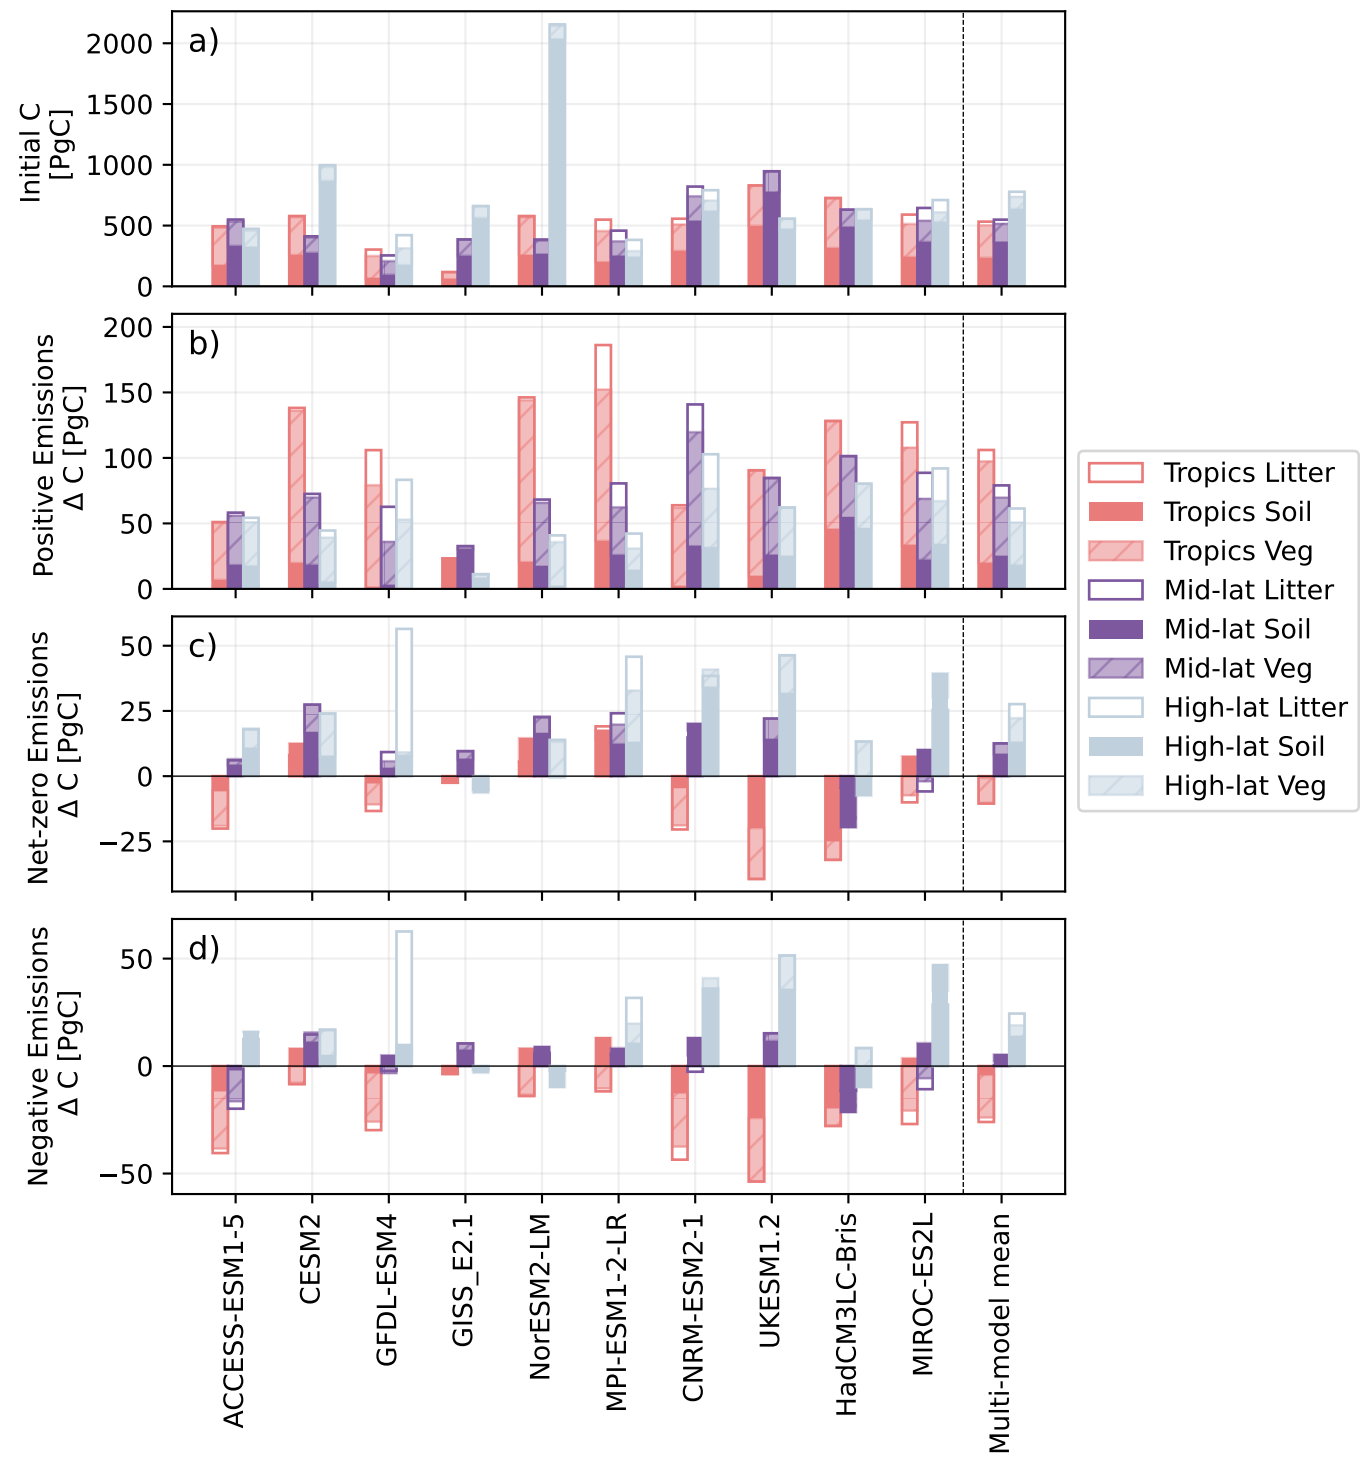 a)
Initial C
[PgC]
2000
1500
1000
500
0
b)
Positive Emissions
Δ C [PgC]
200
150
100
50
0
c)
Net-zero Emissions
Δ C [PgC]
50
25
0
−25
d)
Negative Emissions
Δ C [PgC]
50
0
−50
ACCESS-ESM1-5
CESM2
GFDL-ESM4
GISS_E2.1
NorESM2-LM
MPI-ESM1-2-LR
CNRM-ESM2-1
UKESM1.2
HadCM3LC-Bris
MIROC-ES2L
Multi-model mean
Tropics Litter
Tropics Soil
Tropics Veg
Mid-lat Litter
Mid-lat Soil
Mid-lat Veg
High-lat Litter
High-lat Soil
High-lat Veg